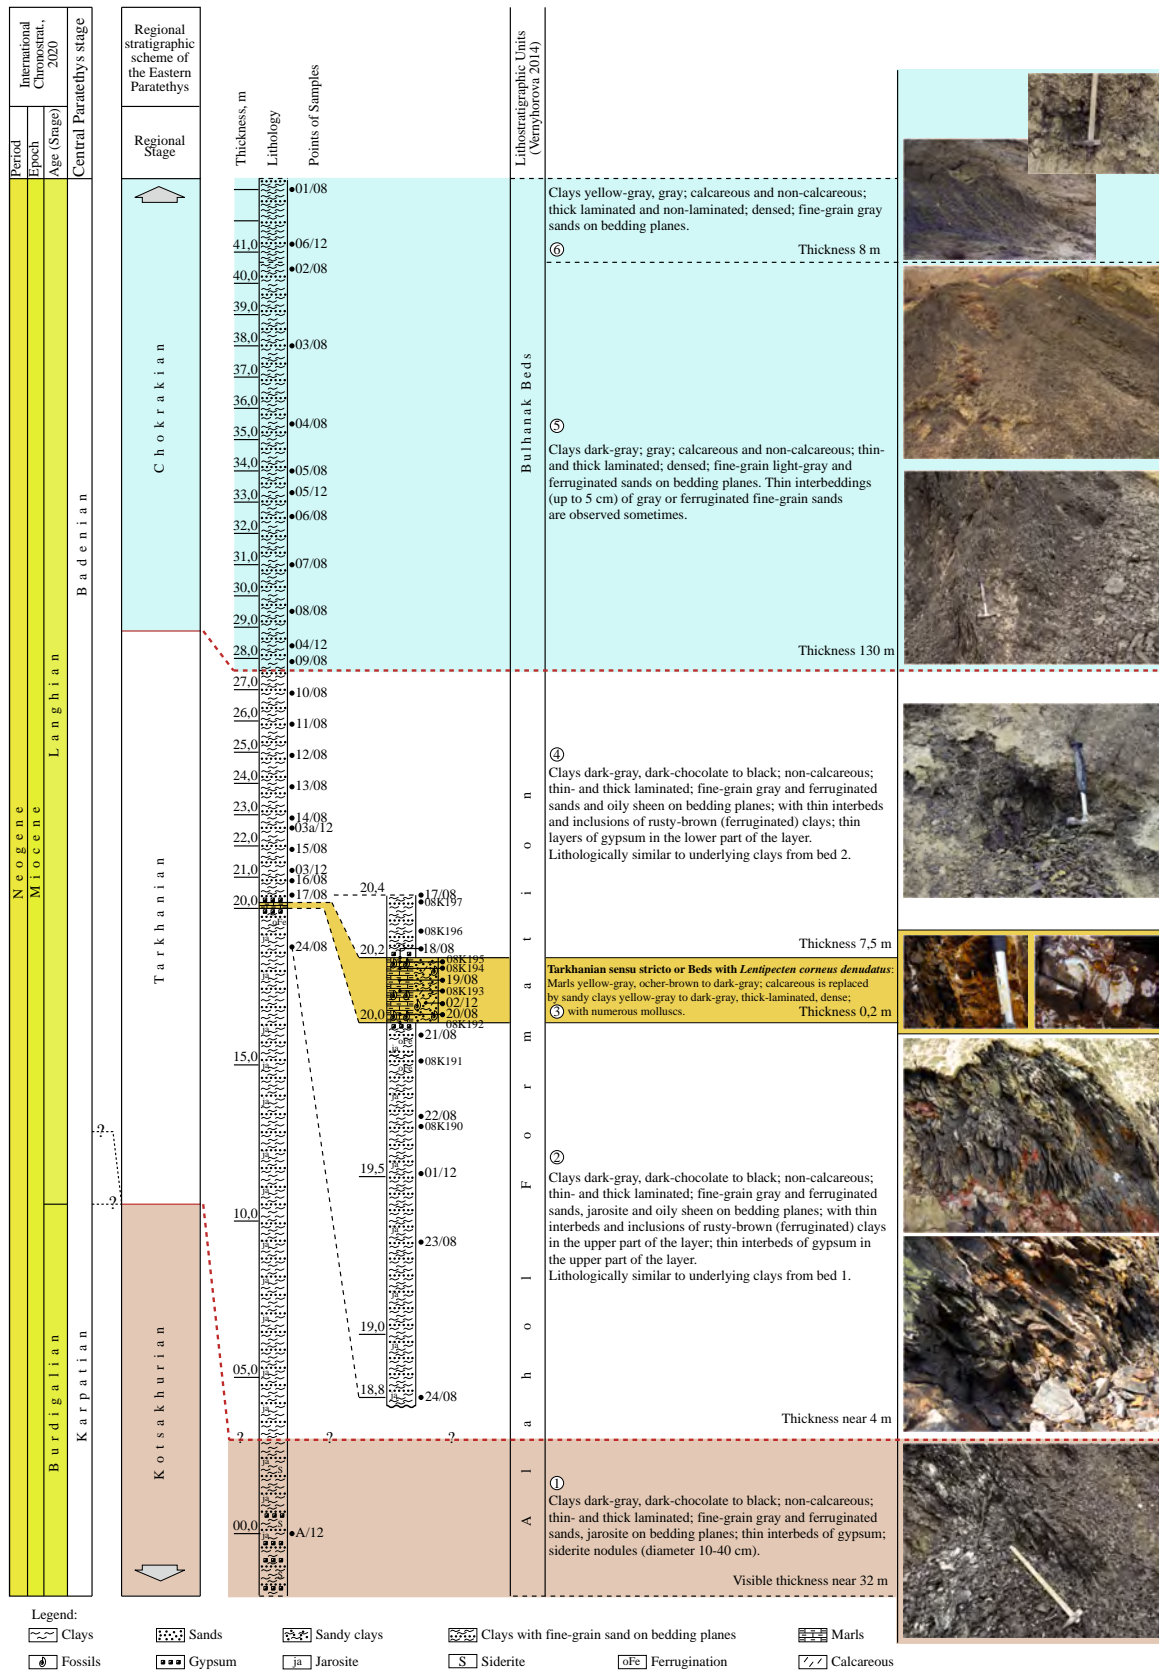 International
Chronostrat.,
2020
Central Paratethys stage
Regional
stratigraphic
scheme of
the Eastern
Paratethys
Period
Epoch
Age (Srage)
Regional
Stage
Thickness, m
Lithology
Points of Samples
Lithostratigraphic Units
(Vernyhorova 2014)
Neogene
Miocene
Langhian
Burdigalian
Badenian
Karpatian
Chokrakian
Tarkhanian
Kotsakhurian
?
?
41,0
40,0
39,0
38,0
37,0
36,0
35,0
34,0
33,0
32,0
31,0
30,0
29,0
28,0
27,0
26,0
25,0
24,0
23,0
22,0
21,0
20,0
15,0
10,0
05,0
00,0
01/08
06/12
02/08
03/08
04/08
05/08
05/12
06/08
07/08
08/08
04/12
09/08
10/08
11/08
12/08
13/08
14/08
03a/12
15/08
03/12
16/08
17/08
24/08
A/12
20,4
20,2
20,0
19,5
19,0
18,8
17/08
08K197
08K196
18/08
08K195
08K194
19/08
08K193
02/12
20/08
08K192
21/08
08K191
22/08
08K190
01/12
23/08
24/08
?
?
?
Bulhanak Beds
Alahol Formation
Clays yellow-gray, gray; calcareous and non-calcareous;
thick laminated and non-laminated; densed; fine-grain gray
sands on bedding planes.
6 Thickness 8 m
5
Clays dark-gray; gray; calcareous and non-calcareous; thin-
and thick laminated; densed; fine-grain light-gray and
ferruginated sands on bedding planes. Thin interbeddings
(up to 5 cm) of gray or ferruginated fine-grain sands
are observed sometimes.
Thickness 130 m
4
Clays dark-gray, dark-chocolate to black; non-calcareous;
thin- and thick laminated; fine-grain gray and ferruginated
sands and oily sheen on bedding planes; with thin interbeds
and inclusions of rusty-brown (ferruginated) clays; thin
layers of gypsum in the lower part of the layer.
Lithologically similar to underlying clays from bed 2.
Thickness 7,5 m
Tarkhanian sensu stricto or Beds with Lentipecten corneus denudatus:
Marls yellow-gray, ocher-brown to dark-gray; calcareous is replaced
by sandy clays yellow-gray to dark-gray, thick-laminated, dense;
3 with numerous molluscs. Thickness 0,2 m
2
Clays dark-gray, dark-chocolate to black; non-calcareous;
thin- and thick laminated; fine-grain gray and ferruginated
sands, jarosite and oily sheen on bedding planes; with thin
interbeds and inclusions of rusty-brown (ferruginated) clays
in the upper part of the layer; thin interbeds of gypsum in
the upper part of the layer.
Lithologically similar to underlying clays from bed 1.
Thickness near 4 m
1
Clays dark-gray, dark-chocolate to black; non-calcareous;
thin- and thick laminated; fine-grain gray and ferruginated
sands, jarosite on bedding planes; thin interbeds of gypsum;
siderite nodules (diameter 10-40 cm).
Visible thickness near 32 m
Legend:
Clays
Sands
Sandy clays
Clays with fine-grain sand on bedding planes
Marls
Fossils
Gypsum
ja Jarosite
S Siderite
oFe Ferrugination
Calcareous